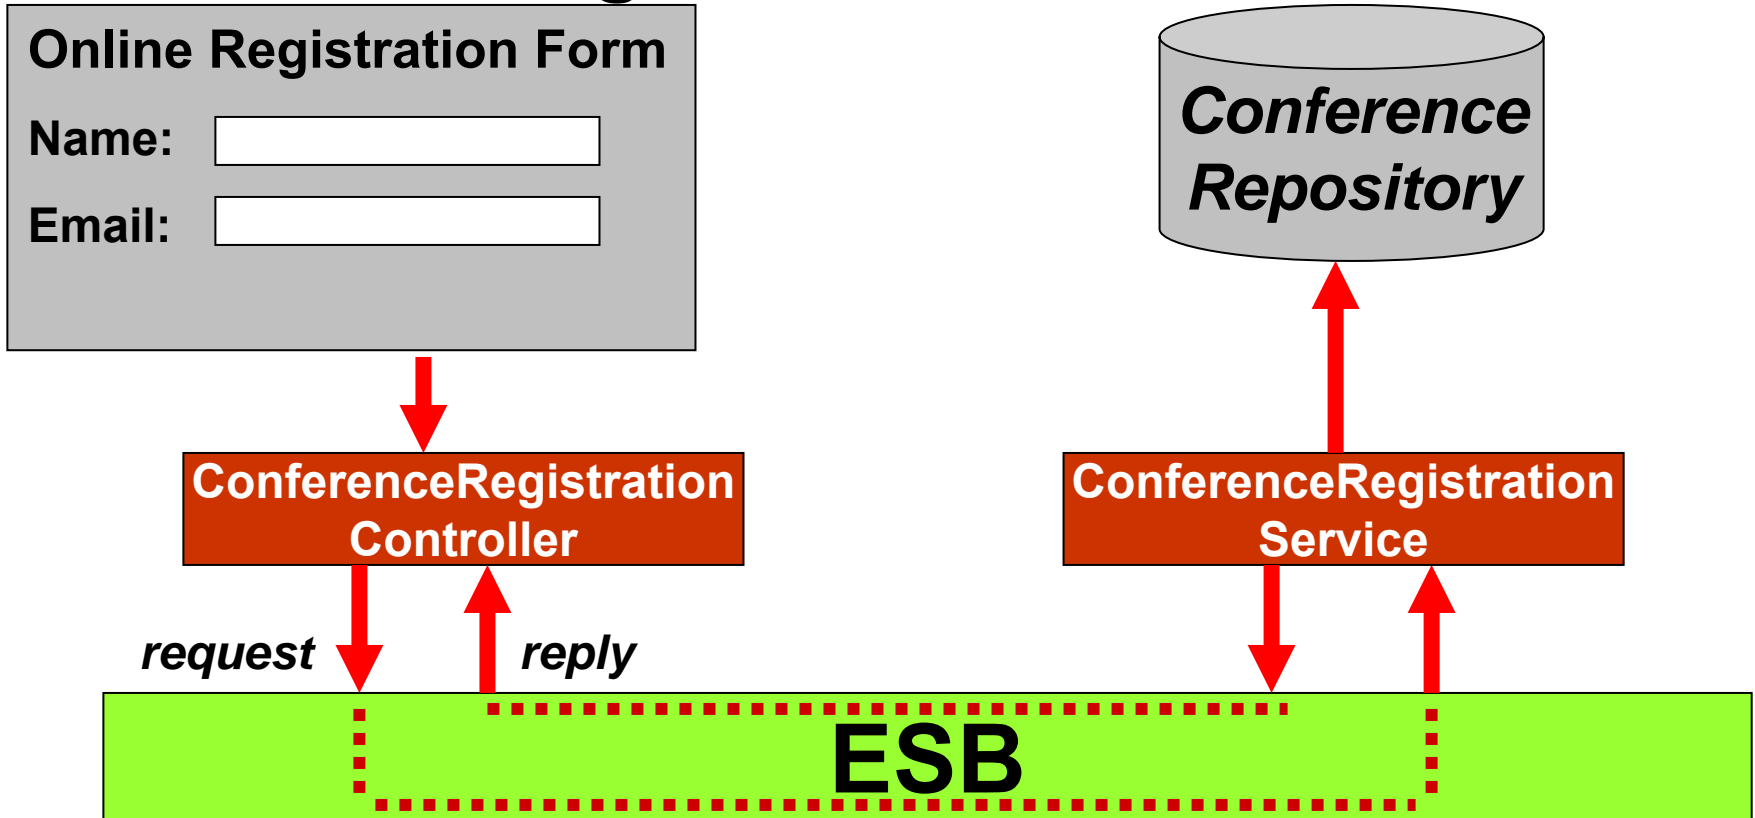 Online Registration Form
Name:
Email:
Conference
Repository
ConferenceRegistration
Controller
ConferenceRegistration
Service
request
reply
ESB